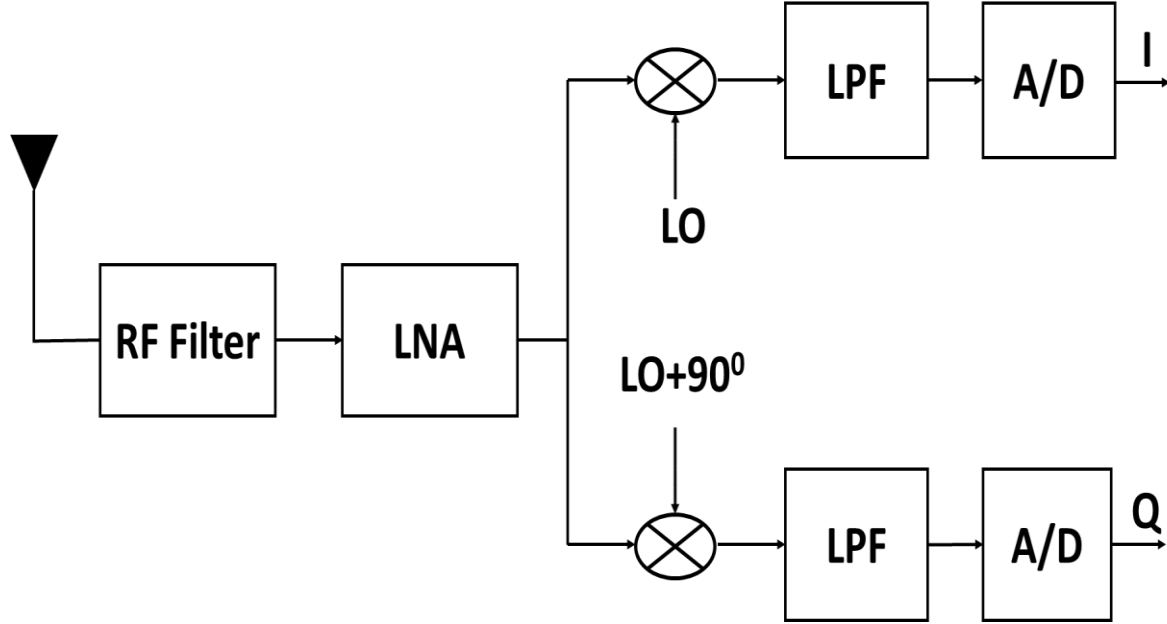 LPF
A/D
I
LO
RF Filter
LNA
LO+90⁰
LPF
A/D
Q